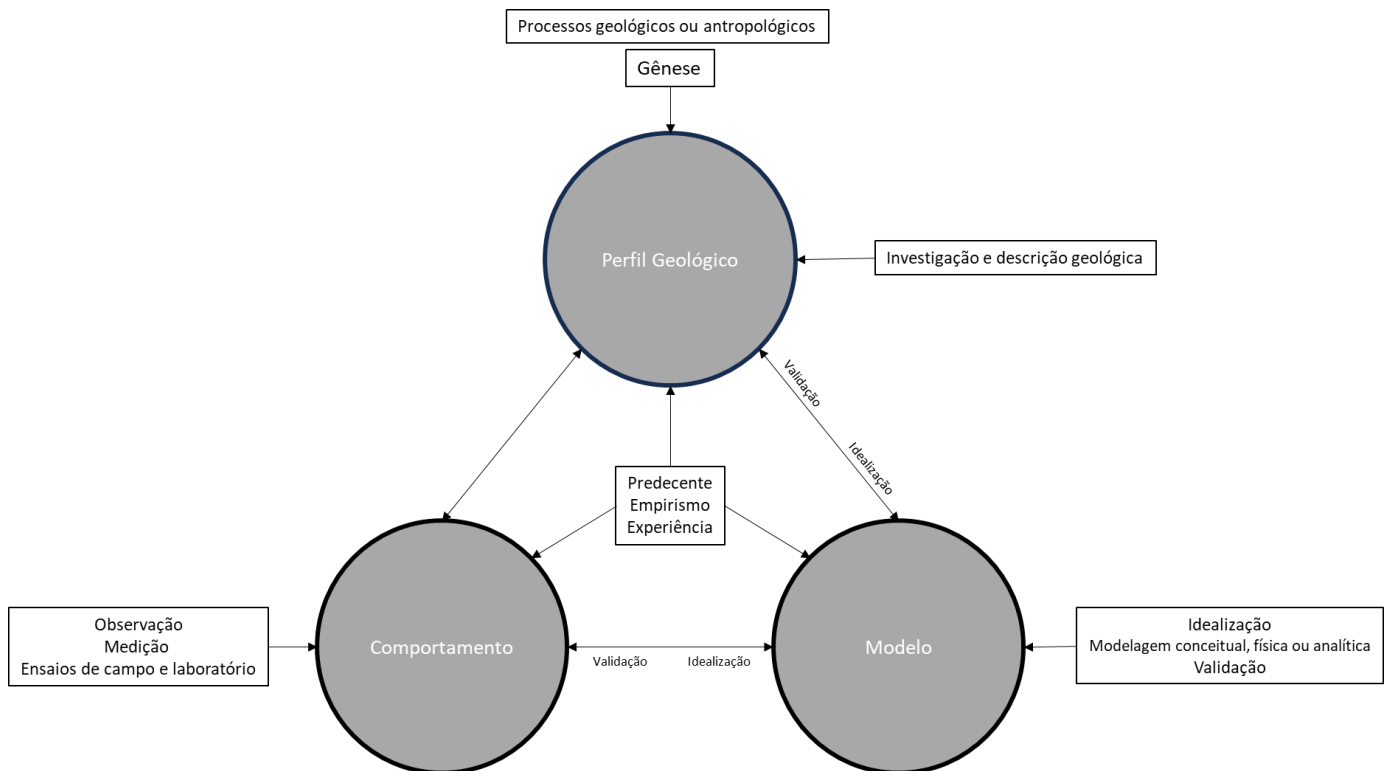 Processos geológicos ou antropológicos
Gênese
Perfil Geológico
Investigação e descrição geológica
Validação
Idealização
Predecente
Empirismo
Experiência
Observação
Medição
Ensaios de campo e laboratório
Comportamento
Validação
Idealização
Modelo
Idealização
Modelagem conceitual, física ou analítica
Validação